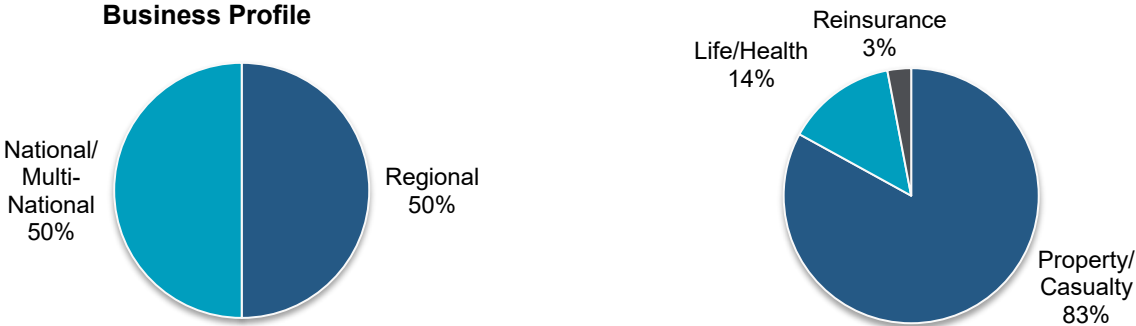 Business Profile
National/
Multi-
National
50%
Regional
50%
Reinsurance
3%
Life/Health
14%
Property/
Casualty
83%